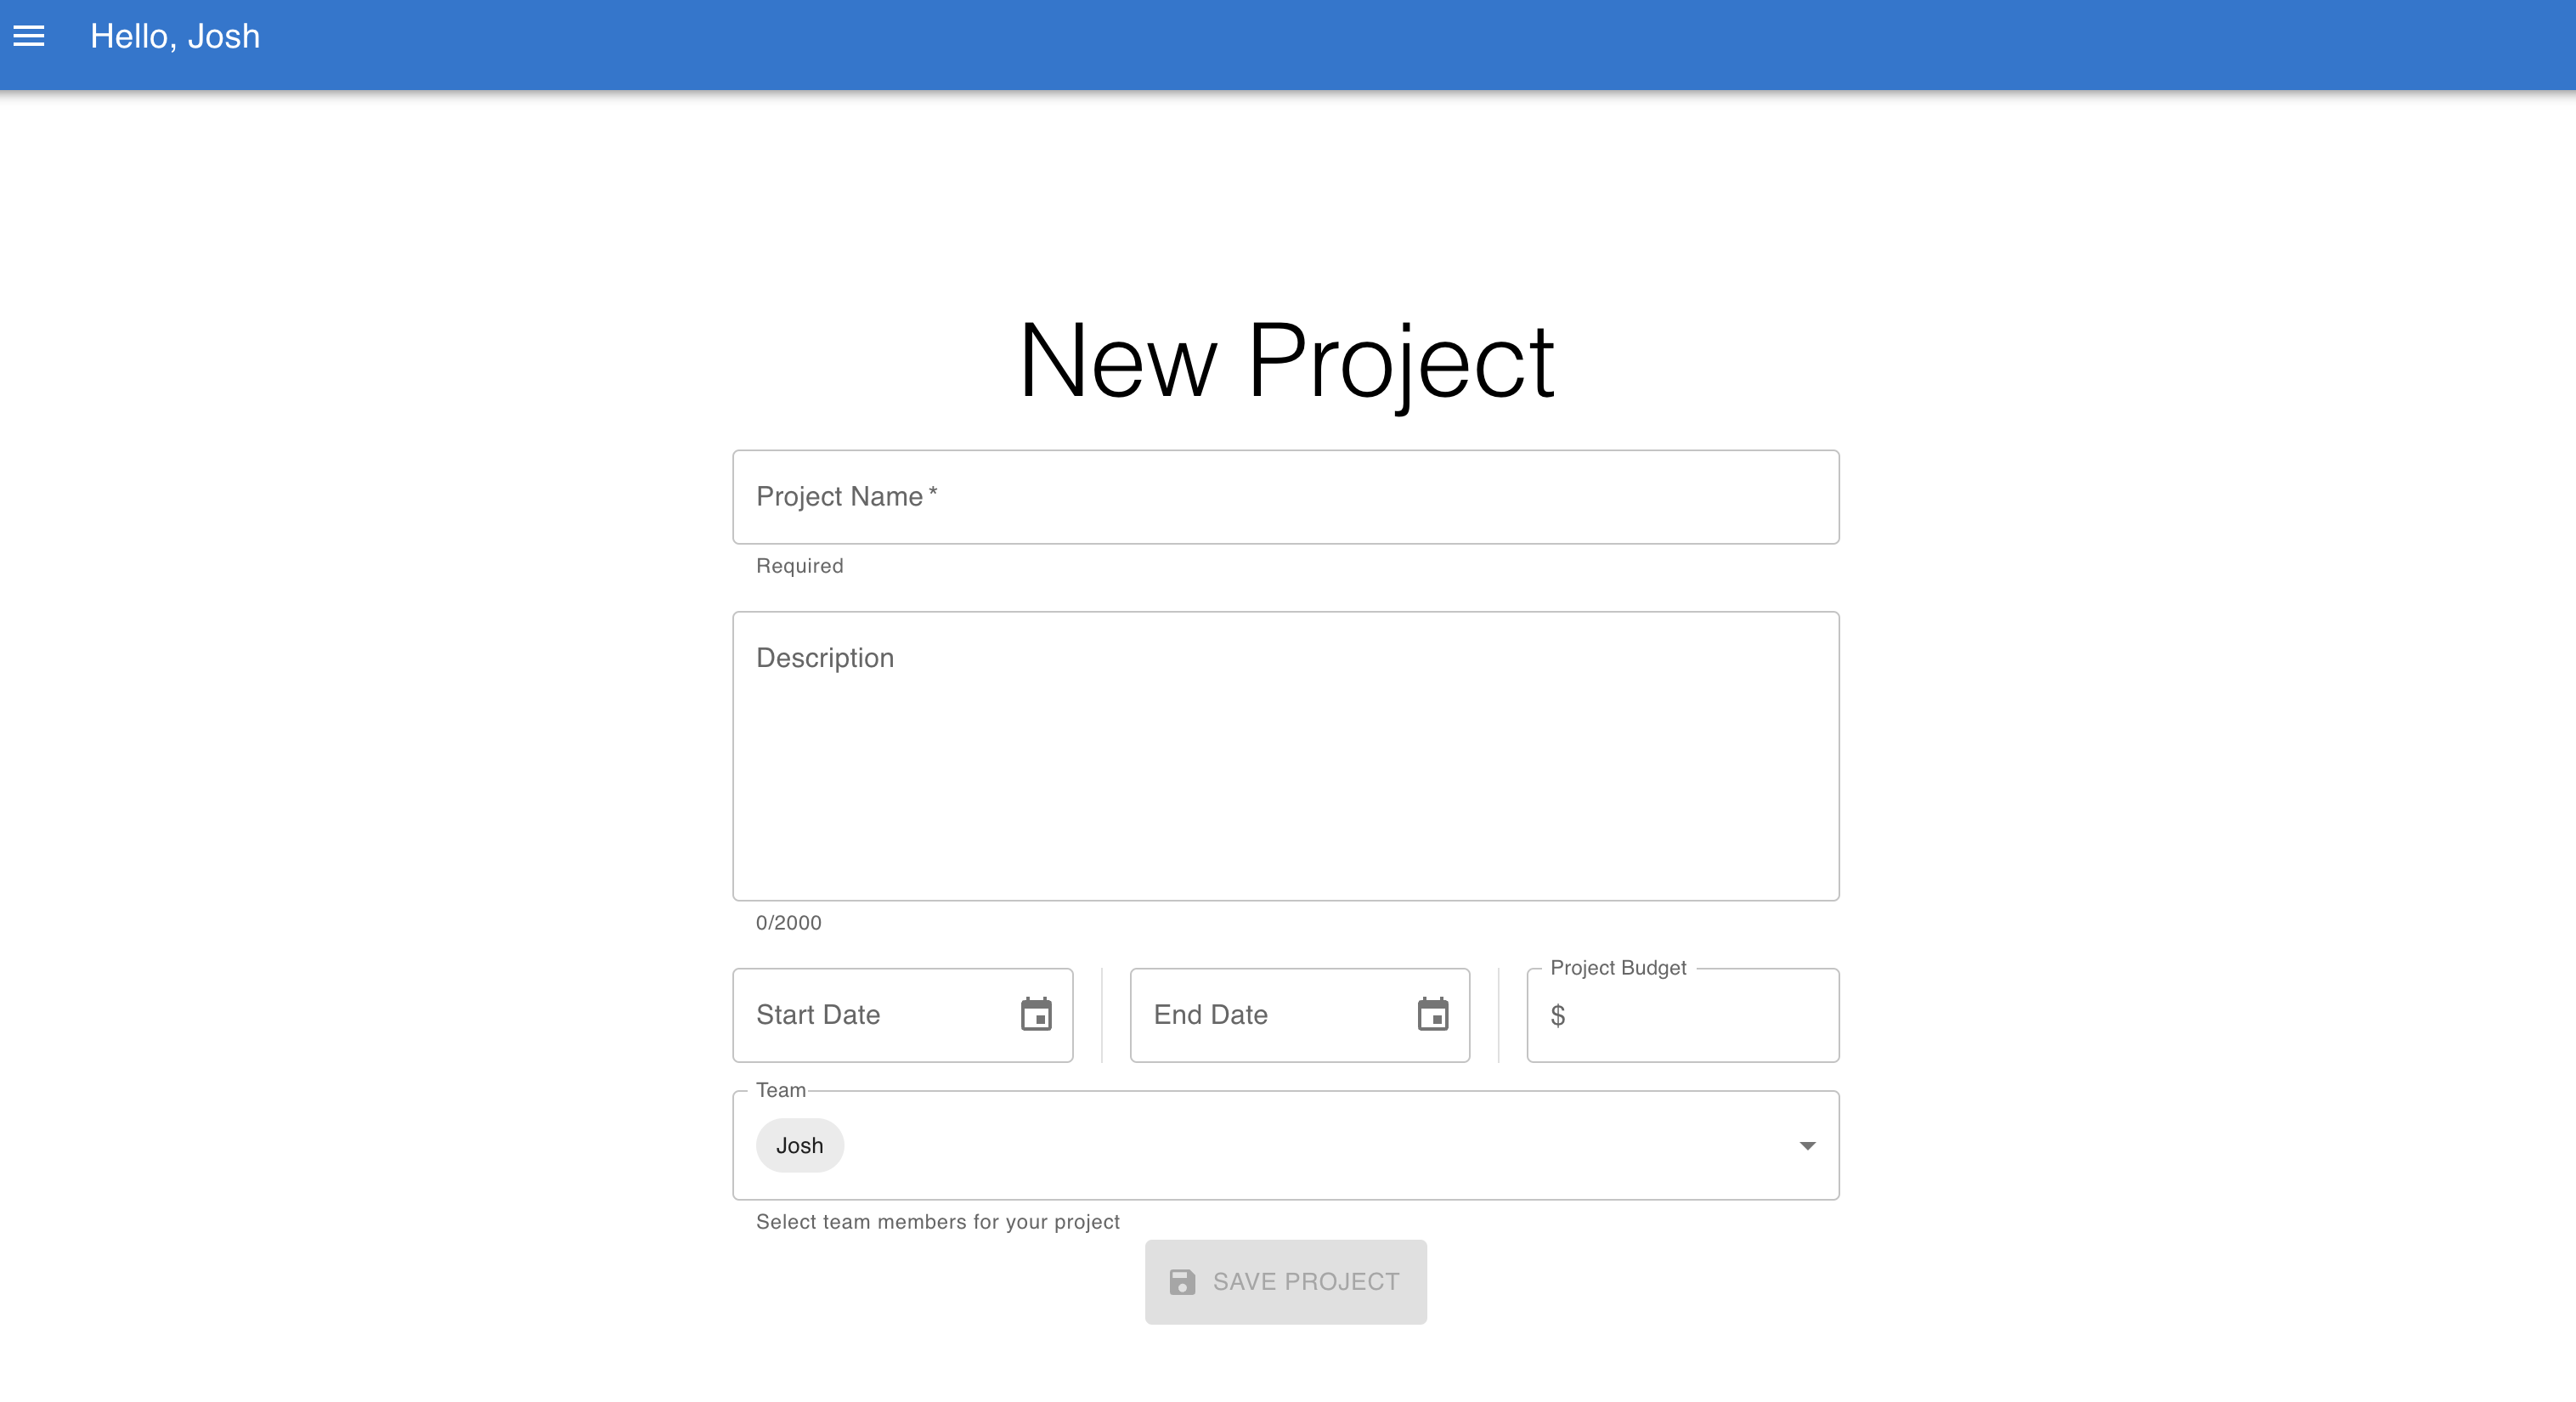 Hello, Josh
New Project
Project Name *
Required
Description
0/2000
Start Date
End Date
Project Budget
$
Team
Josh
Select team members for your project
SAVE PROJECT